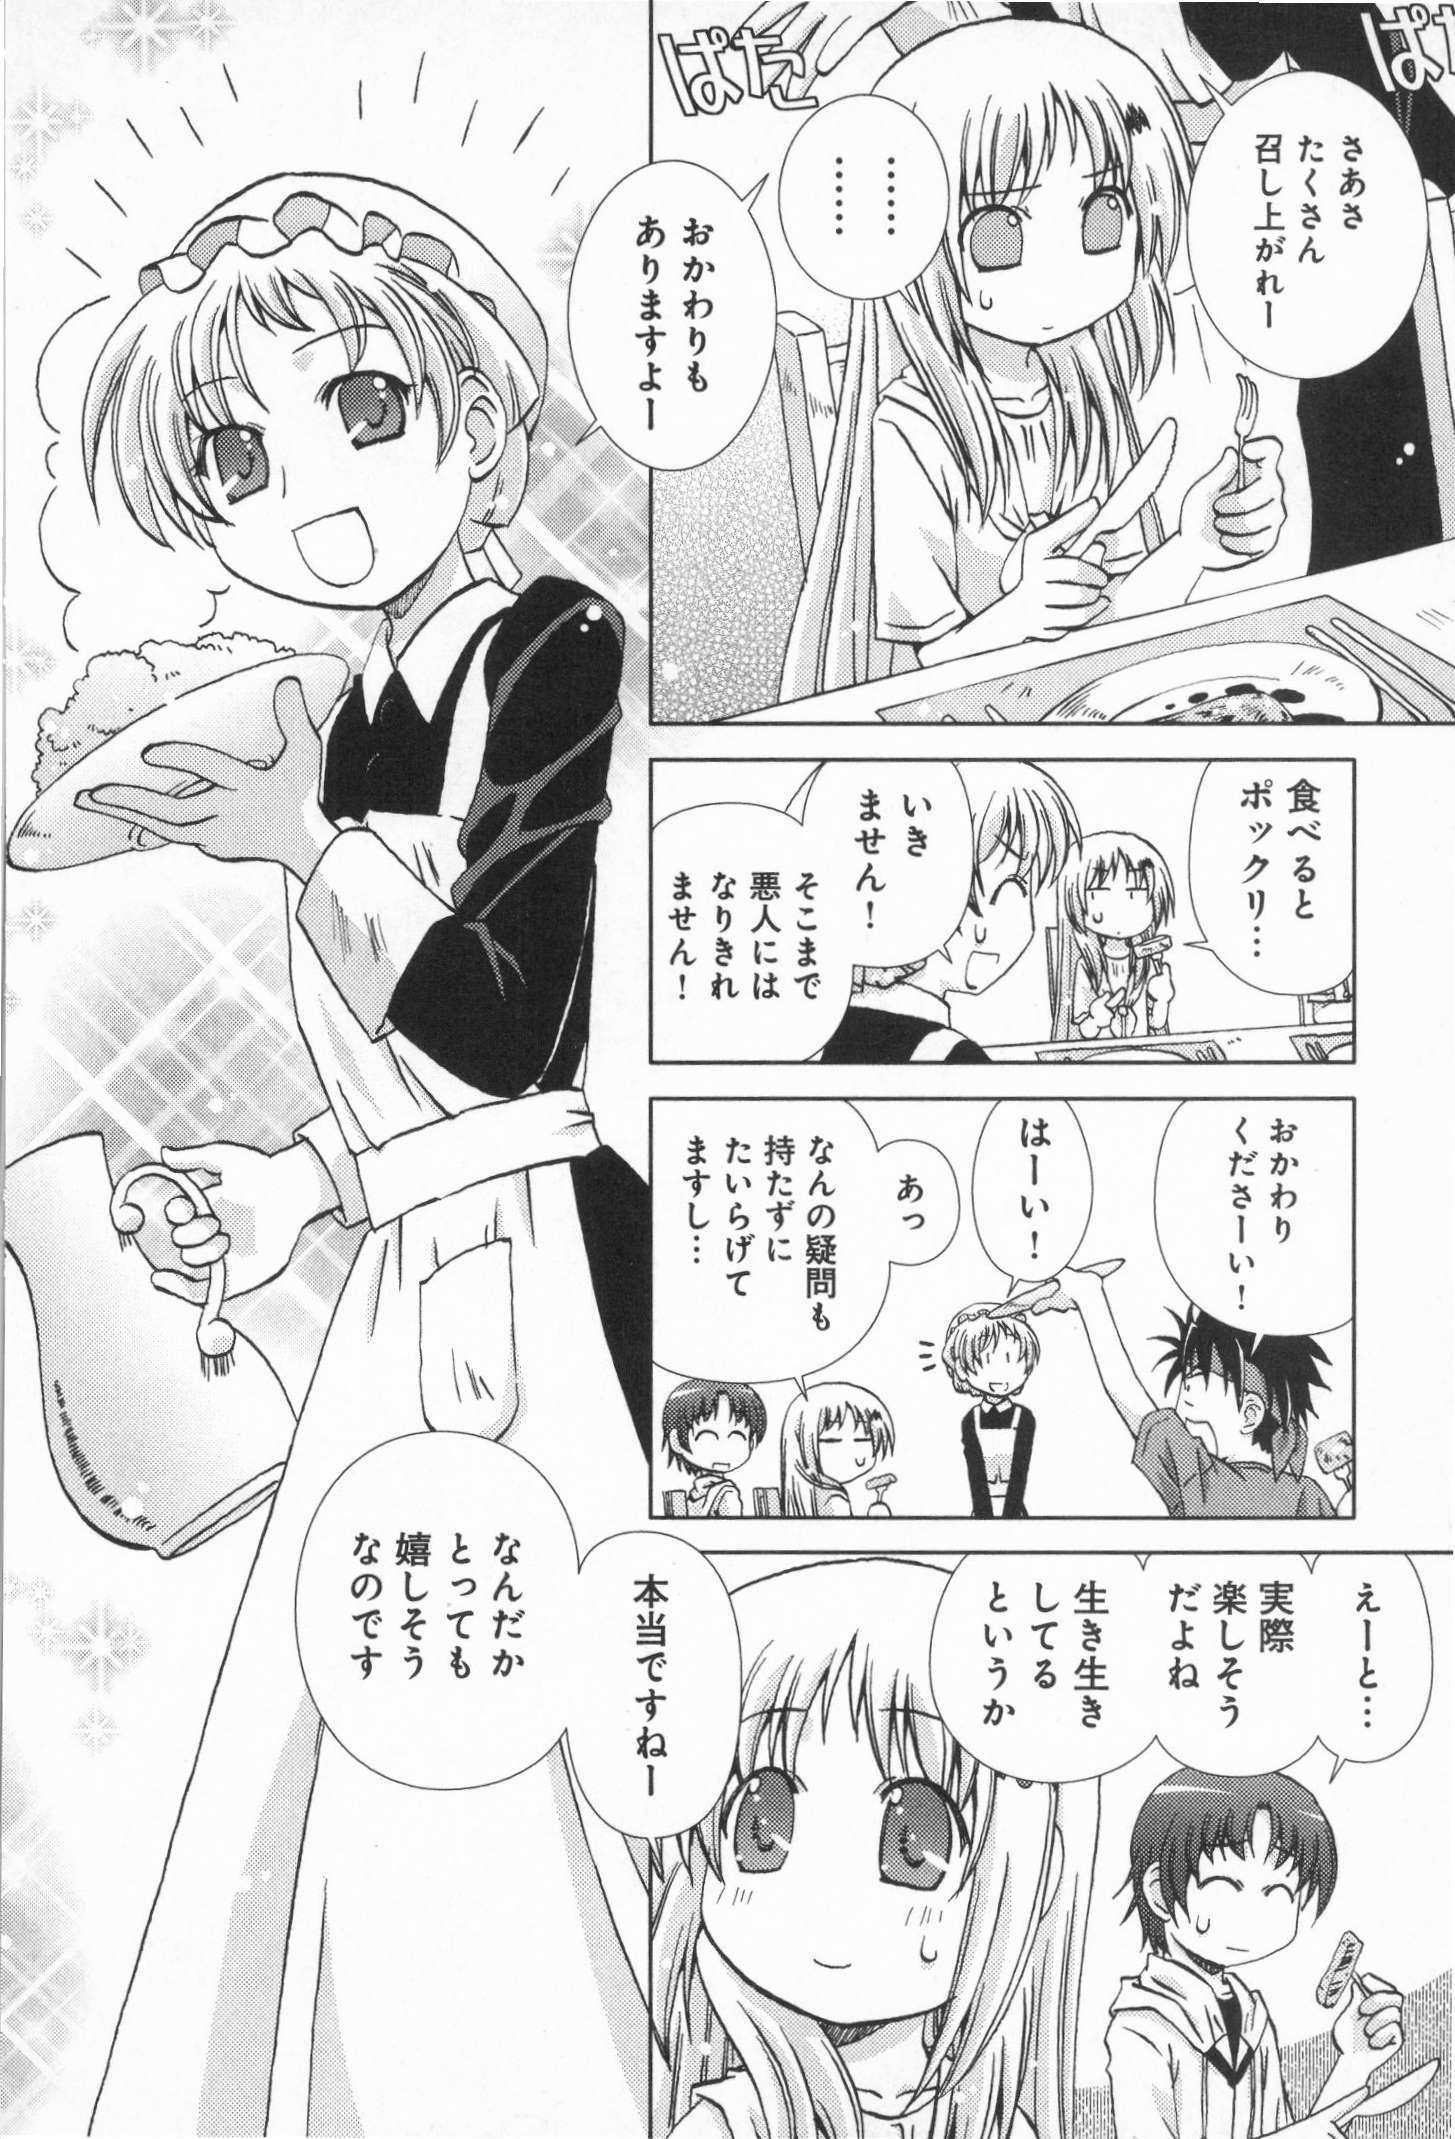 ぱたこ
ぱた
さあさ
たくさん
召し上がれー
………
………
おかわりも
ありますよー
食べると
ポックリ…
いき
ません！
そこまで
悪人には
なりきれ
ません！
おかわり
くださーい！
はーい！
あっ
なんの疑問も
持たずに
たいらげて
ますし…
えーと…
実際
楽しそう
だよね
生き生き
してる
というか
本当ですねー
なんだか
とっても
嬉しそう
なのです